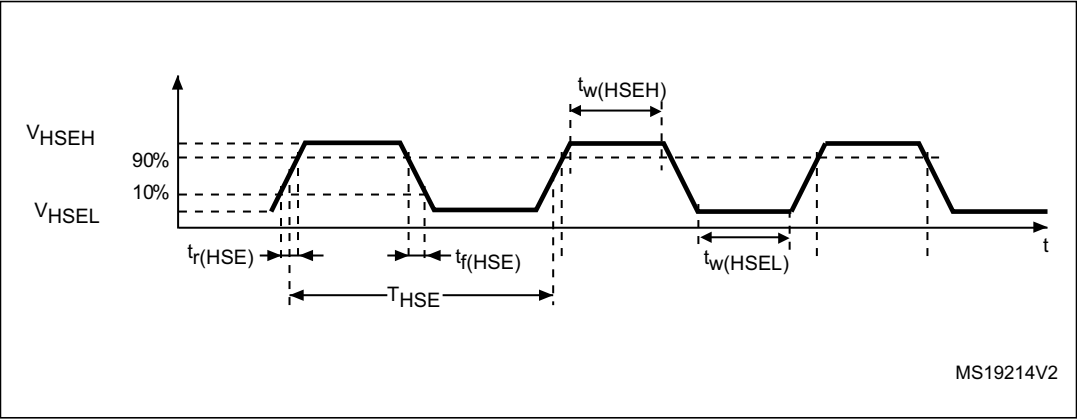 tw(HSEH)
VHSEH
90%
10%
VHSEL
tr(HSE)
tf(HSE)
tw(HSEL)
t
THSE
MS19214V2